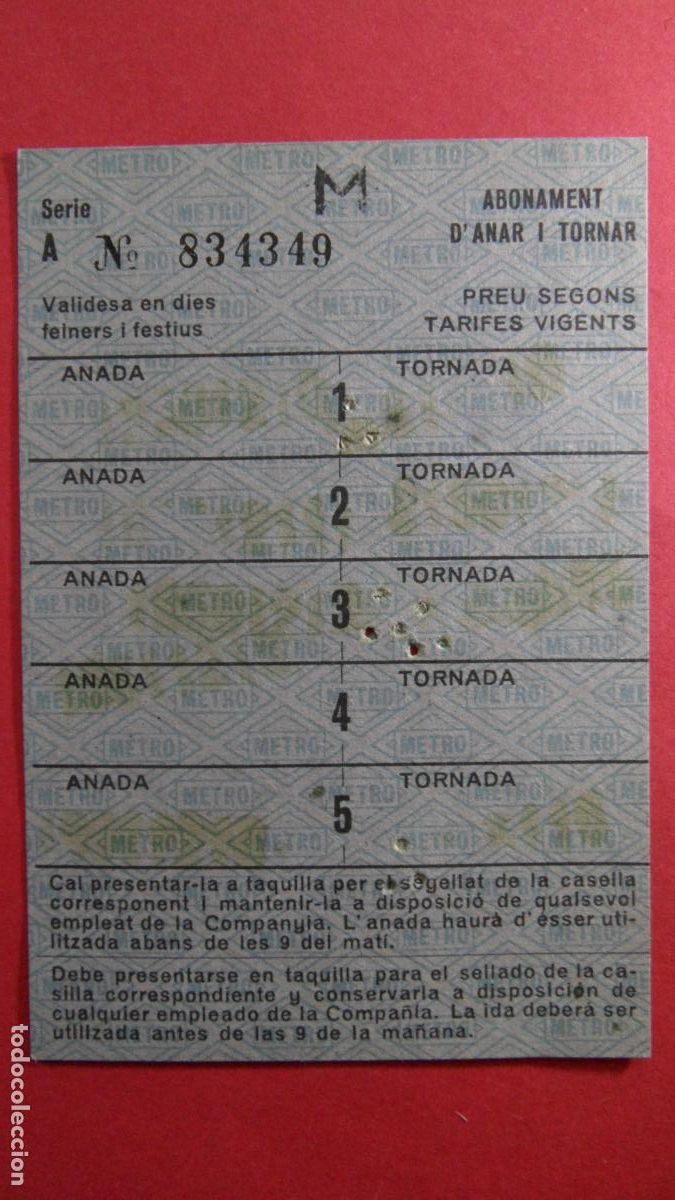 M
Serie
A Nº 834349
ABONAMENT
D'ANAR I TORNAR
Validesa en dies
feiners i festius
PREU SEGONS
TARIFES VIGENTS
ANADA 1 TORNADA
ANADA 2 TORNADA
ANADA 3 TORNADA
ANADA 4 TORNADA
ANADA 5 TORNADA
Cal presentar-la a taquilla per el segellat de la casella
corresponent i mantenir-la a disposició de qualsevol
empleat de la Companyia. L'anada haurà d'ésser uti-
litzada abans de les 9 del matí.
Debe presentarse en taquilla para el sellado de la ca-
silla correspondiente y conservarla a disposición de
cualquier empleado de la Compañía. La ida deberá ser
utilizada antes de las 9 de la mañana.
todocoleccion